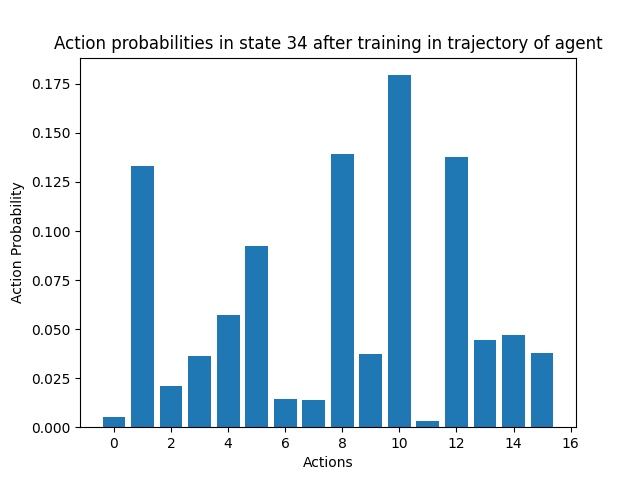 Action probabilities in state 34 after training in trajectory of agent
0.175
0.150
0.125
0.100
0.075
0.050
0.025
0.000
Action Probability
0 2 4 6 8 10 12 14 16
Actions